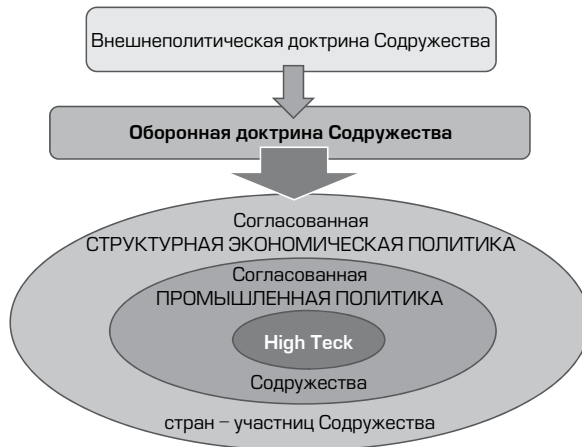 Внешнеполитическая доктрина Содружества
Оборонная доктрина Содружества
Согласованная
СТРУКТУРНАЯ ЭКОНОМИЧЕСКАЯ ПОЛИТИКА
Согласованная
ПРОМЫШЛЕННАЯ ПОЛИТИКА
High Teck
Содружества
стран – участниц Содружества